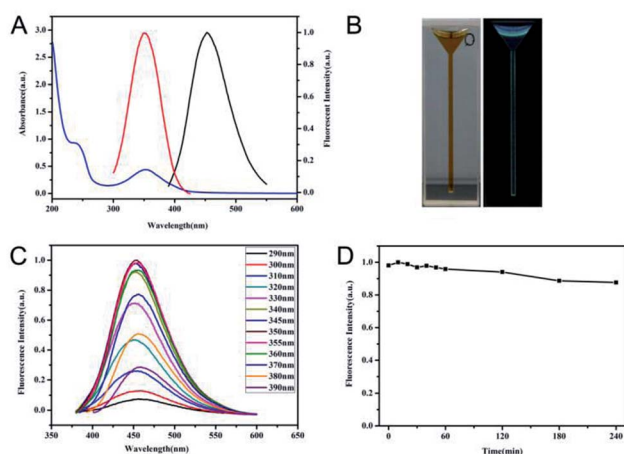 A
Absorbance(a.u.)
3.0
2.5
2.0
1.5
1.0
0.5
0.0
Fluorescent Intensity(a.u.)
1.0
0.8
0.6
0.4
0.2
0.0
200 300 400 500 600
Wavelength(nm)
B
C
Fluorescence Intensity(a.u.)
1.0
0.8
0.6
0.4
0.2
0.0
350 400 450 500 550 600 650
Wavelength(nm)
290nm
300nm
310nm
320nm
330nm
340nm
345nm
350nm
355nm
360nm
370nm
380nm
390nm
D
Fluorescence Intensity(a.u.)
1.0
0.8
0.6
0.4
0.2
0.0
0 60 120 180 240
Time(min)